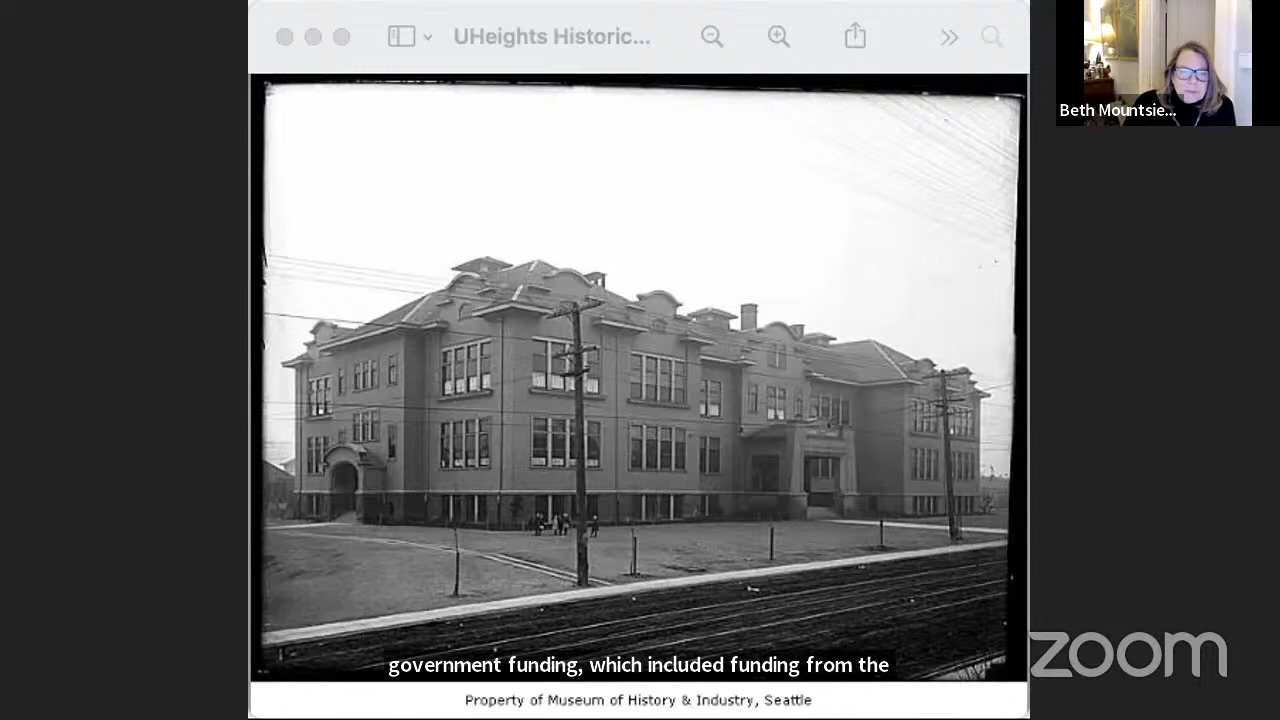 UHeights Historic...
Beth Mountsie...
government funding, which included funding from the
zoom
Property of Museum of History & Industry, Seattle